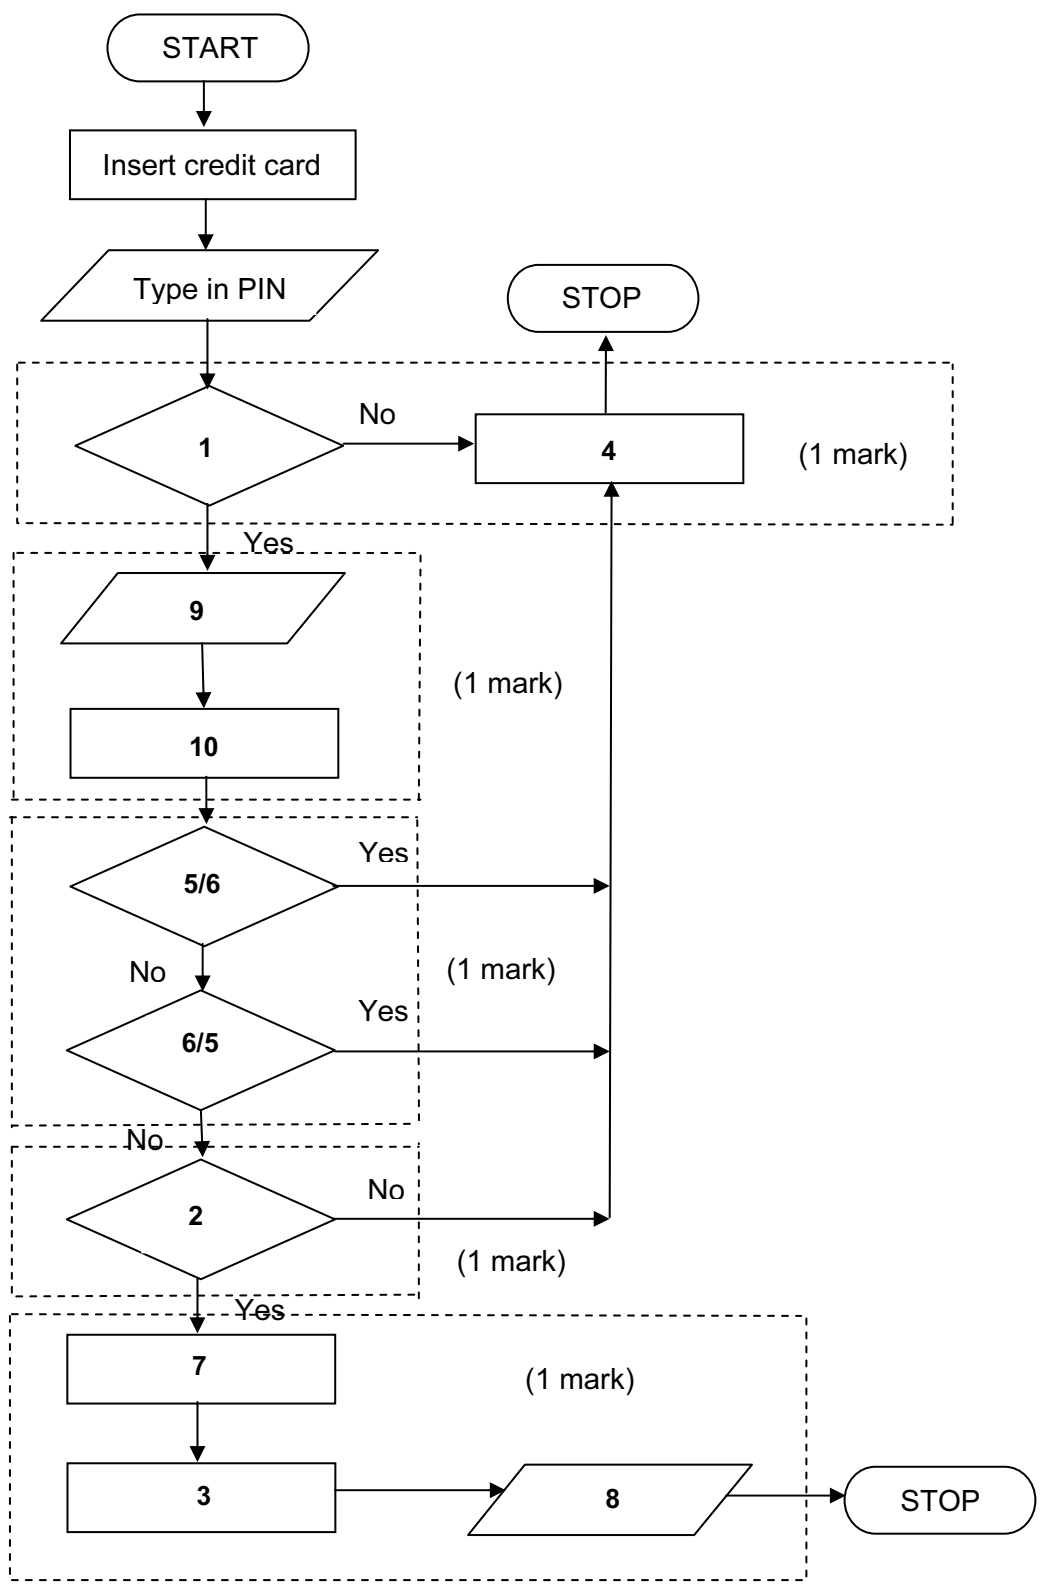 START
Insert credit card
Type in PIN
STOP
1
No
4
(1 mark)
Yes
9
(1 mark)
10
5/6
Yes
No
(1 mark)
6/5
Yes
No
2
No
(1 mark)
Yes
7
(1 mark)
3
8
STOP